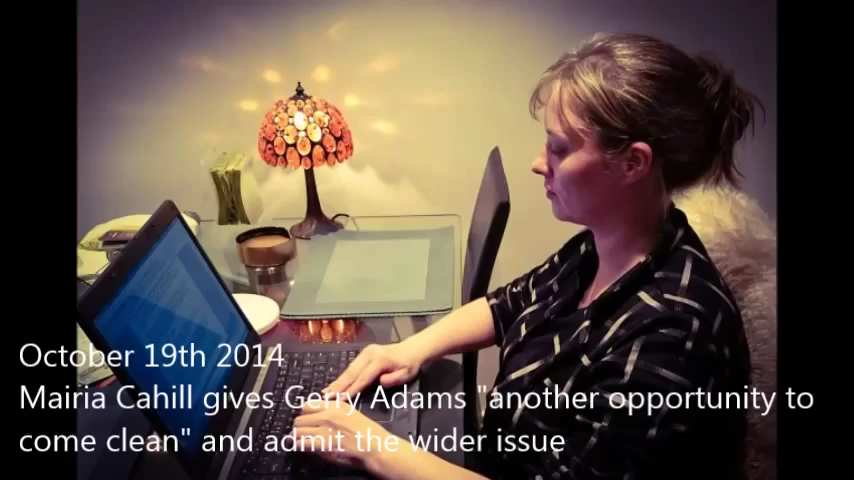 October 19th 2014
Mairia Cahill gives Gerry Adams "another opportunity to
come clean" and admit the wider issue